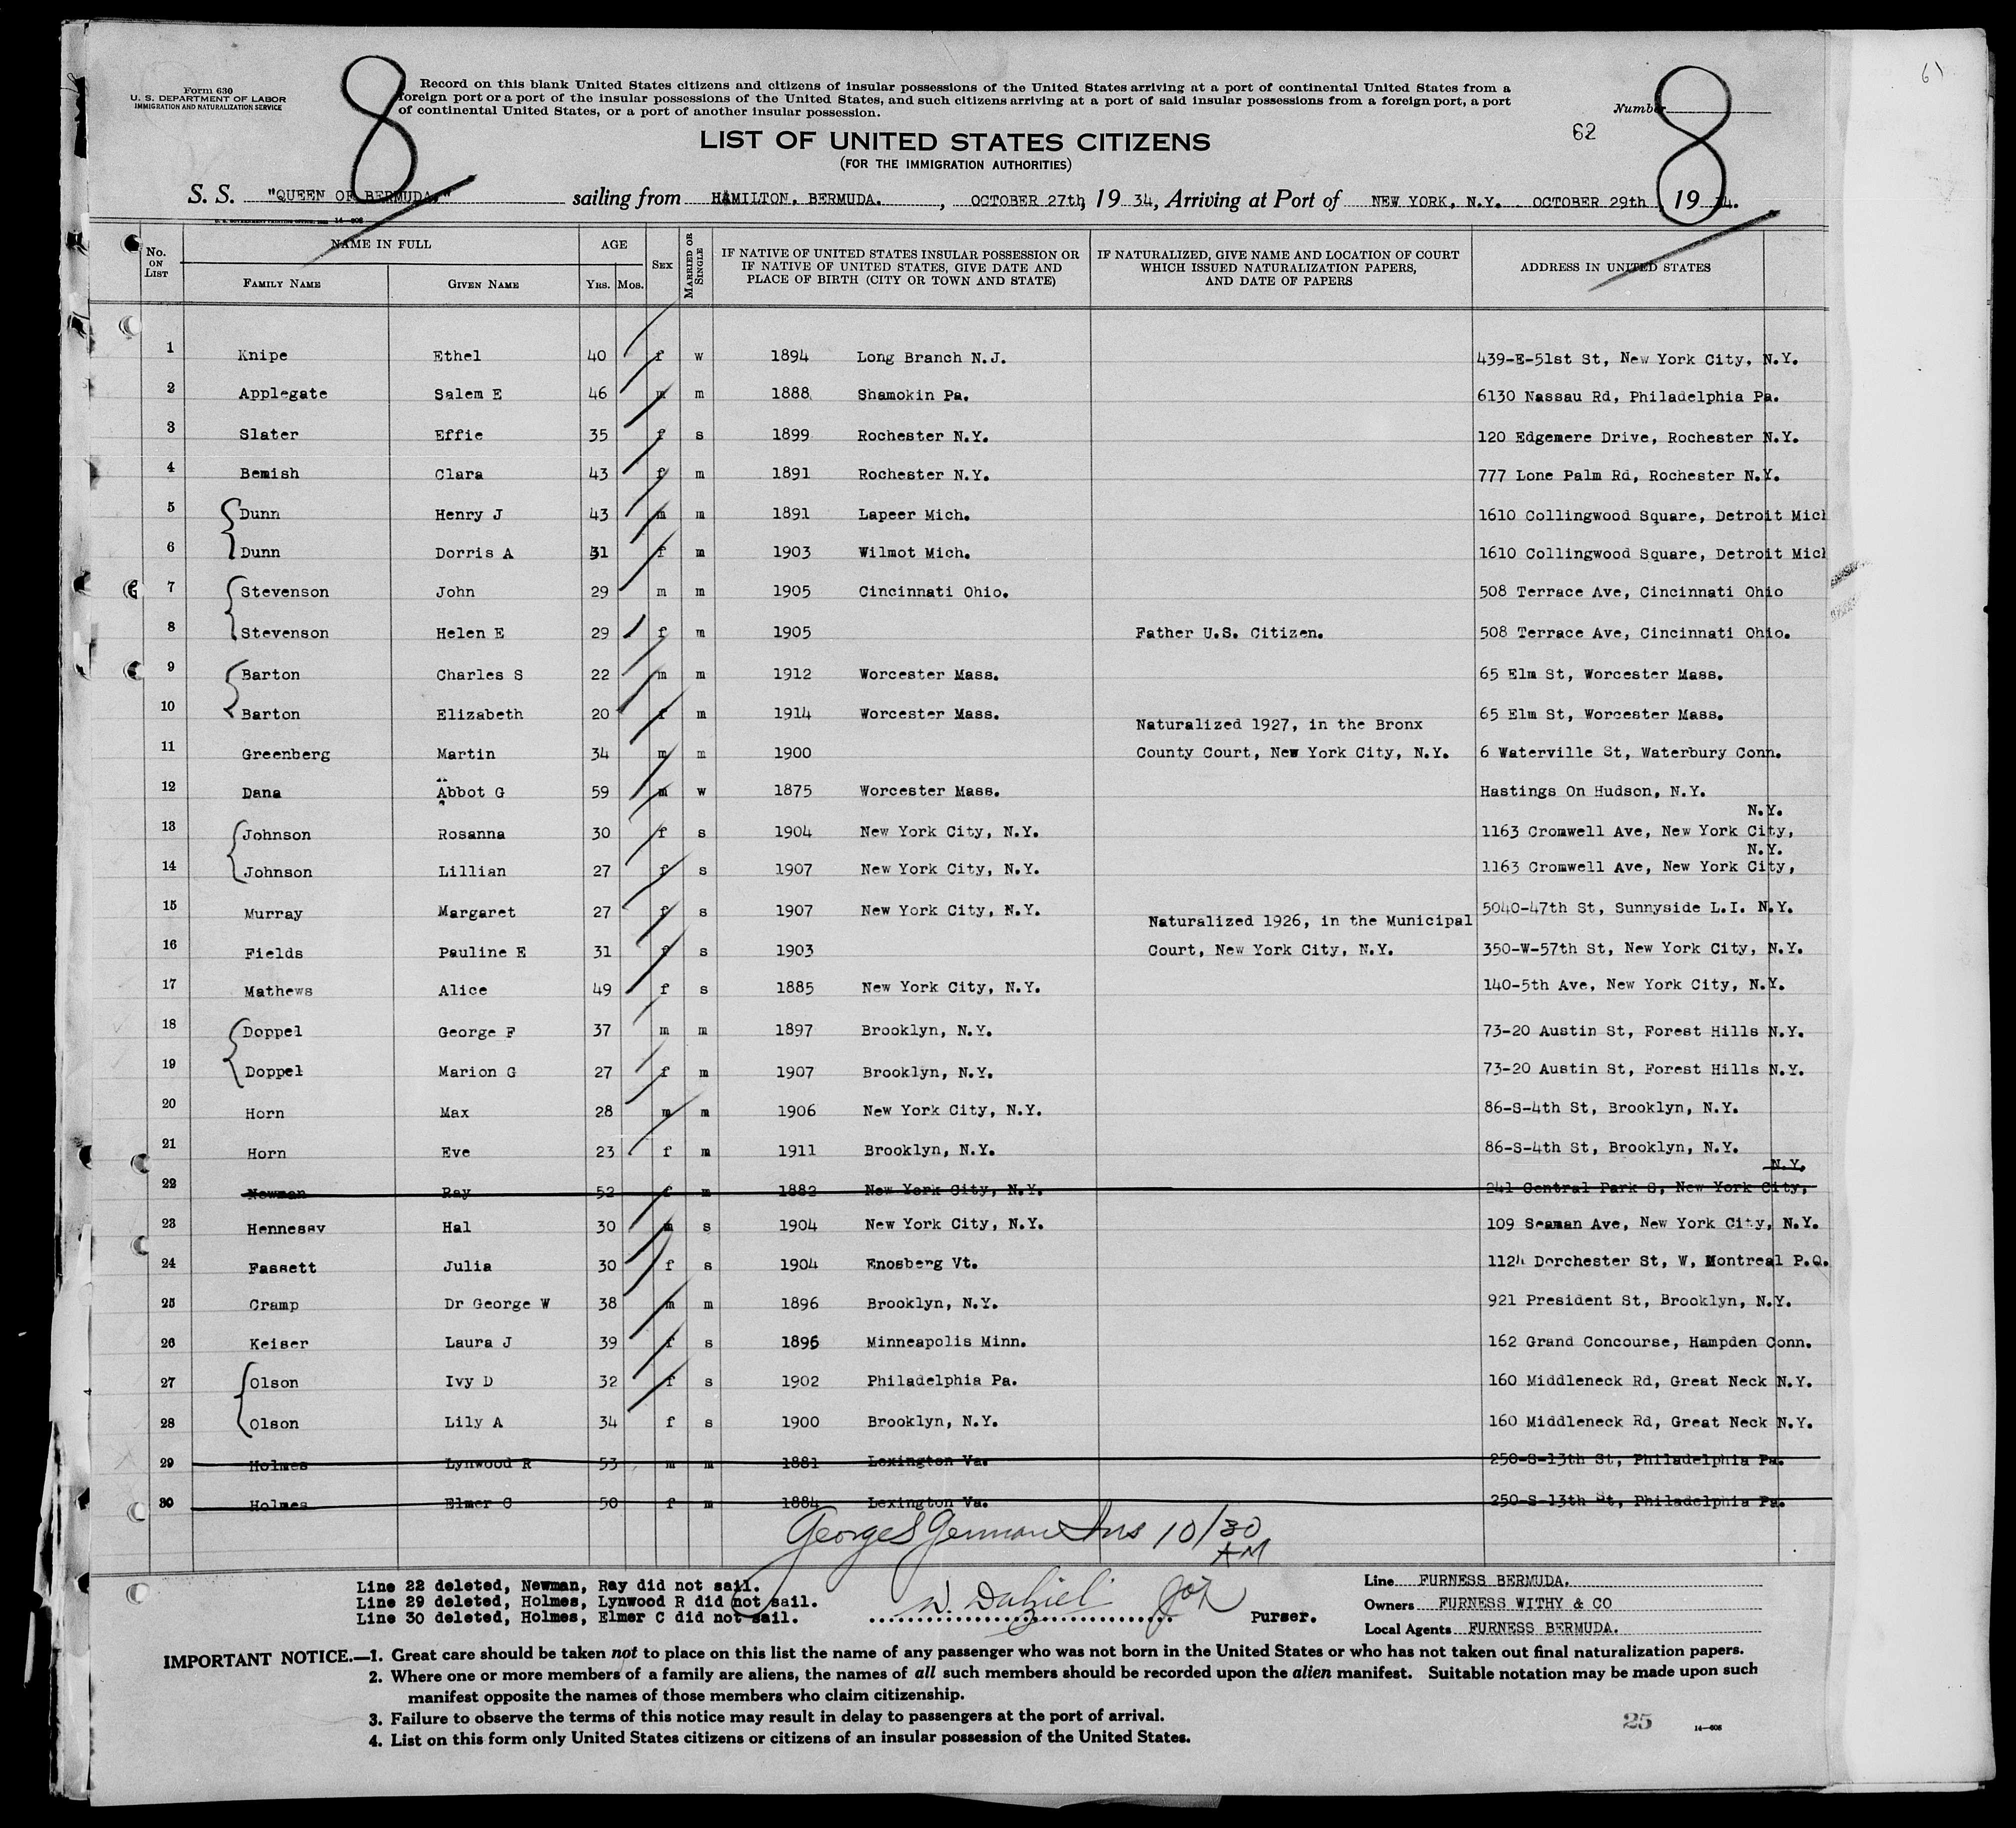 61
8
8
Form 630
U. S. DEPARTMENT OF LABOR
IMMIGRATION AND NATURALIZATION SERVICE
Record on this blank United States citizens and citizens of insular possessions of the United States arriving at a port of continental United States from a
foreign port or a port of the insular possessions of the United States, and such citizens arriving at a port of said insular possessions from a foreign port, a port
of continental United States, or a port of another insular possession.
Number
62
LIST OF UNITED STATES CITIZENS
(FOR THE IMMIGRATION AUTHORITIES)
S. S. "QUEEN OF BERMUDA." sailing from HAMILTON, BERMUDA. , OCTOBER 27th, 19 34, Arriving at Port of NEW YORK, N.Y. OCTOBER 29th, 19 34.
U. S. GOVERNMENT PRINTING OFFICE 14-608
No. ON LIST NAME IN FULL AGE SEX MARRIED OR SINGLE IF NATIVE OF UNITED STATES INSULAR POSSESSION OR IF NATIVE OF UNITED STATES, GIVE DATE AND PLACE OF BIRTH (CITY OR TOWN AND STATE) IF NATURALIZED, GIVE NAME AND LOCATION OF COURT WHICH ISSUED NATURALIZATION PAPERS, AND DATE OF PAPERS ADDRESS IN UNITED STATES
FAMILY NAME GIVEN NAME YRS. MOS.
1 Knipe Ethel 40 f w 1894 Long Branch N.J. 439-E-51st St, New York City, N.Y.
2 Applegate Salem E 46 m m 1888 Shamokin Pa. 6130 Nassau Rd, Philadelphia Pa.
3 Slater Effie 35 f s 1899 Rochester N.Y. 120 Edgemere Drive, Rochester N.Y.
4 Bemish Clara 43 f m 1891 Rochester N.Y. 777 Lone Palm Rd, Rochester N.Y.
5 Dunn Henry J 43 m m 1891 Lapeer Mich. 1610 Collingwood Square, Detroit Mich
6 Dunn Dorris A 31 f m 1903 Wilmot Mich. 1610 Collingwood Square, Detroit Mich
7 Stevenson John 29 m m 1905 Cincinnati Ohio. 508 Terrace Ave, Cincinnati Ohio
8 Stevenson Helen E 29 f m 1905 Father U.S. Citizen. 508 Terrace Ave, Cincinnati Ohio.
9 Barton Charles S 22 m m 1912 Worcester Mass. 65 Elm St, Worcester Mass.
10 Barton Elizabeth 20 f m 1914 Worcester Mass. 65 Elm St, Worcester Mass.
Naturalized 1927, in the Bronx
11 Greenberg Martin 34 m m 1900 County Court, New York City, N.Y. 6 Waterville St, Waterbury Conn.
12 Dana Abbot G 59 m w 1875 Worcester Mass. Hastings On Hudson, N.Y.
N.Y.
13 Johnson Rosanna 30 f s 1904 New York City, N.Y. 1163 Cromwell Ave, New York City,
N.Y.
14 Johnson Lillian 27 f s 1907 New York City, N.Y. 1163 Cromwell Ave, New York City,
15 Murray Margaret 27 f s 1907 New York City, N.Y. 5040-47th St, Sunnyside L.I. N.Y.
Naturalized 1926, in the Municipal
16 Fields Pauline E 31 f s 1903 Court, New York City, N.Y. 350-W-57th St, New York City, N.Y.
17 Mathews Alice 49 f s 1885 New York City, N.Y. 140-5th Ave, New York City, N.Y.
18 Doppel George F 37 m m 1897 Brooklyn, N.Y. 73-20 Austin St, Forest Hills N.Y.
19 Doppel Marion G 27 f m 1907 Brooklyn, N.Y. 73-20 Austin St, Forest Hills N.Y.
20 Horn Max 28 m m 1906 New York City, N.Y. 86-S-4th St, Brooklyn, N.Y.
21 Horn Eve 23 f m 1911 Brooklyn, N.Y. 86-S-4th St, Brooklyn, N.Y.
N.Y.
22 Newman Ray 52 f m 1882 New York City, N.Y. 241 Central Park S, New York City,
23 Hennessy Hal 30 m s 1904 New York City, N.Y. 109 Seaman Ave, New York City, N.Y.
24 Fassett Julia 30 f s 1904 Enosberg Vt. 1124 Dorchester St, W, Montreal P.Q.
25 Cramp Dr George W 38 m m 1896 Brooklyn, N.Y. 921 President St, Brooklyn, N.Y.
26 Keiser Laura J 39 f s 1896 Minneapolis Minn. 162 Grand Concourse, Hampden Conn.
27 Olson Ivy D 32 f s 1902 Philadelphia Pa. 160 Middleneck Rd, Great Neck N.Y.
28 Olson Lily A 34 f s 1900 Brooklyn, N.Y. 160 Middleneck Rd, Great Neck N.Y.
29 Holmes Lynwood R 53 m m 1881 Lexington Va. 250-S-13th St, Philadelphia Pa.
30 Holmes Elmer C 50 f m 1884 Lexington Va. 250-S-13th St, Philadelphia Pa.
George S German Ins 10/30
AM
Line 22 deleted, Newman, Ray did not sail.
Line 29 deleted, Holmes, Lynwood R did not sail.
Line 30 deleted, Holmes, Elmer C did not sail.
Purser.
Line FURNESS BERMUDA.
Owners FURNESS WITHY & CO
Local Agents FURNESS BERMUDA.
IMPORTANT NOTICE.—1. Great care should be taken not to place on this list the name of any passenger who was not born in the United States or who has not taken out final naturalization papers.
2. Where one or more members of a family are aliens, the names of all such members should be recorded upon the alien manifest. Suitable notation may be made upon such
manifest opposite the names of those members who claim citizenship.
3. Failure to observe the terms of this notice may result in delay to passengers at the port of arrival.
4. List on this form only United States citizens or citizens of an insular possession of the United States.
25
14-608